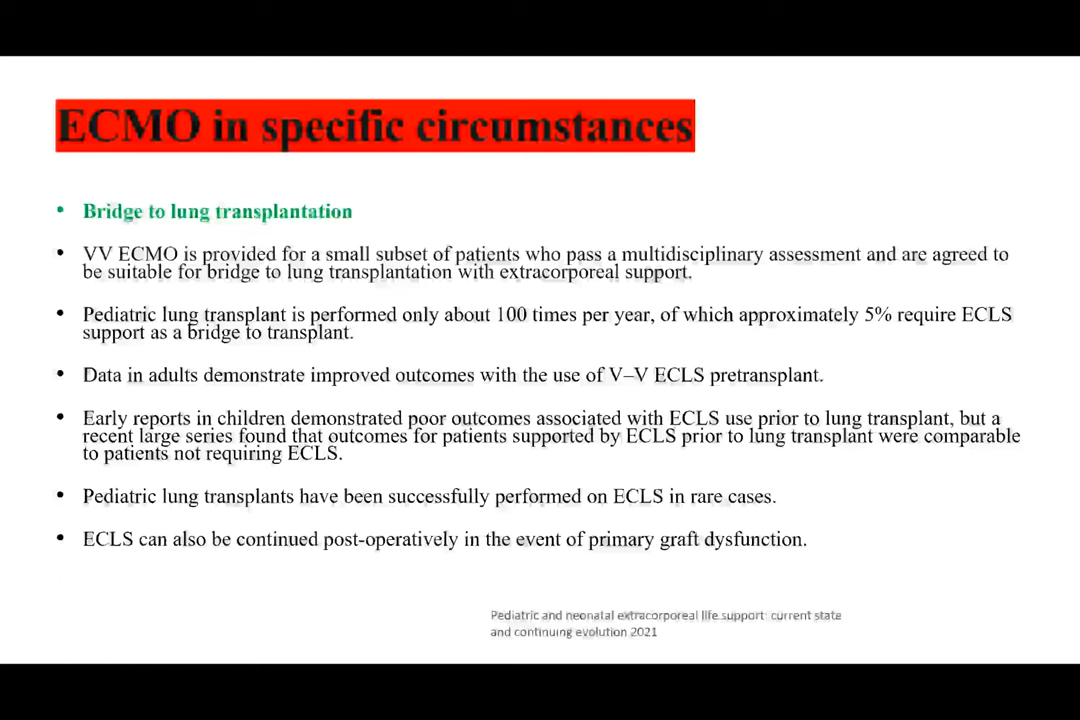 ECMO in specific circumstances
• Bridge to lung transplantation
• VV ECMO is provided for a small subset of patients who pass a multidisciplinary assessment and are agreed to
be suitable for bridge to lung transplantation with extracorporeal support.
• Pediatric lung transplant is performed only about 100 times per year, of which approximately 5% require ECLS
support as a bridge to transplant.
• Data in adults demonstrate improved outcomes with the use of V–V ECLS pretransplant.
• Early reports in children demonstrated poor outcomes associated with ECLS use prior to lung transplant, but a
recent large series found that outcomes for patients supported by ECLS prior to lung transplant were comparable
to patients not requiring ECLS.
• Pediatric lung transplants have been successfully performed on ECLS in rare cases.
• ECLS can also be continued post-operatively in the event of primary graft dysfunction.
Pediatric and neonatal extracorporeal life support: current state
and continuing evolution 2021